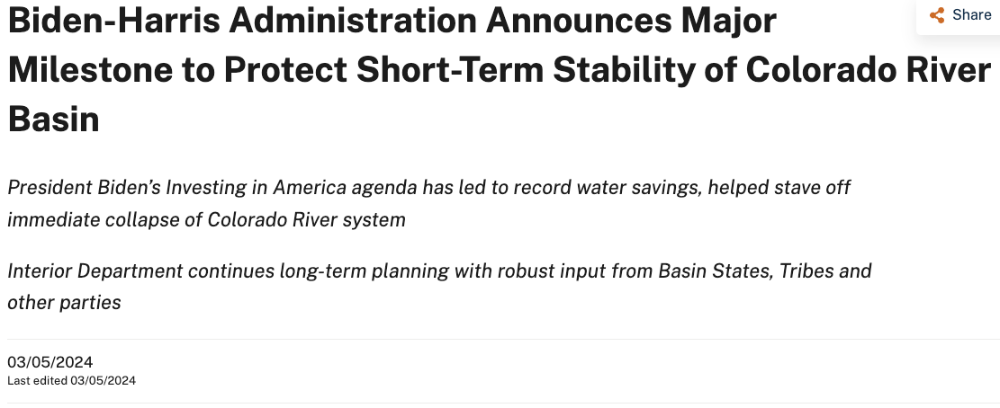 Biden-Harris Administration Announces Major
Share
Milestone to Protect Short-Term Stability of Colorado River
Basin
President Biden’s Investing in America agenda has led to record water savings, helped stave off
immediate collapse of Colorado River system
Interior Department continues long-term planning with robust input from Basin States, Tribes and
other parties
03/05/2024
Last edited 03/05/2024